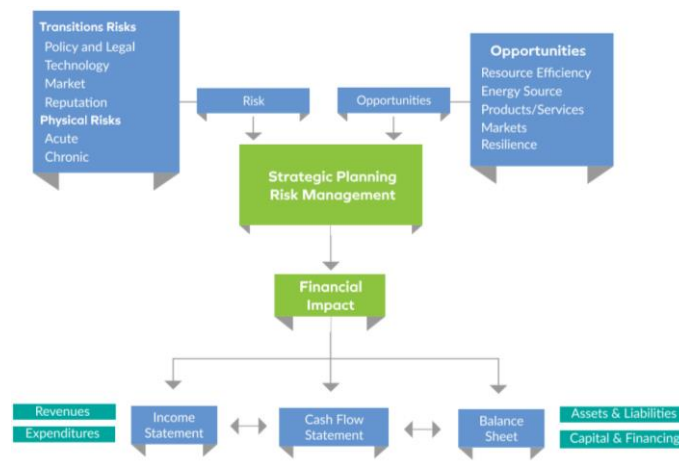 Transitions Risks
Policy and Legal
Technology
Market
Reputation
Physical Risks
Acute
Chronic
Risk
Opportunities
Opportunities
Resource Efficiency
Energy Source
Products/Services
Markets
Resilience
Strategic Planning
Risk Management
Financial
Impact
Revenues
Expenditures
Income
Statement
Cash Flow
Statement
Balance
Sheet
Assets & Liabilities
Capital & Financing